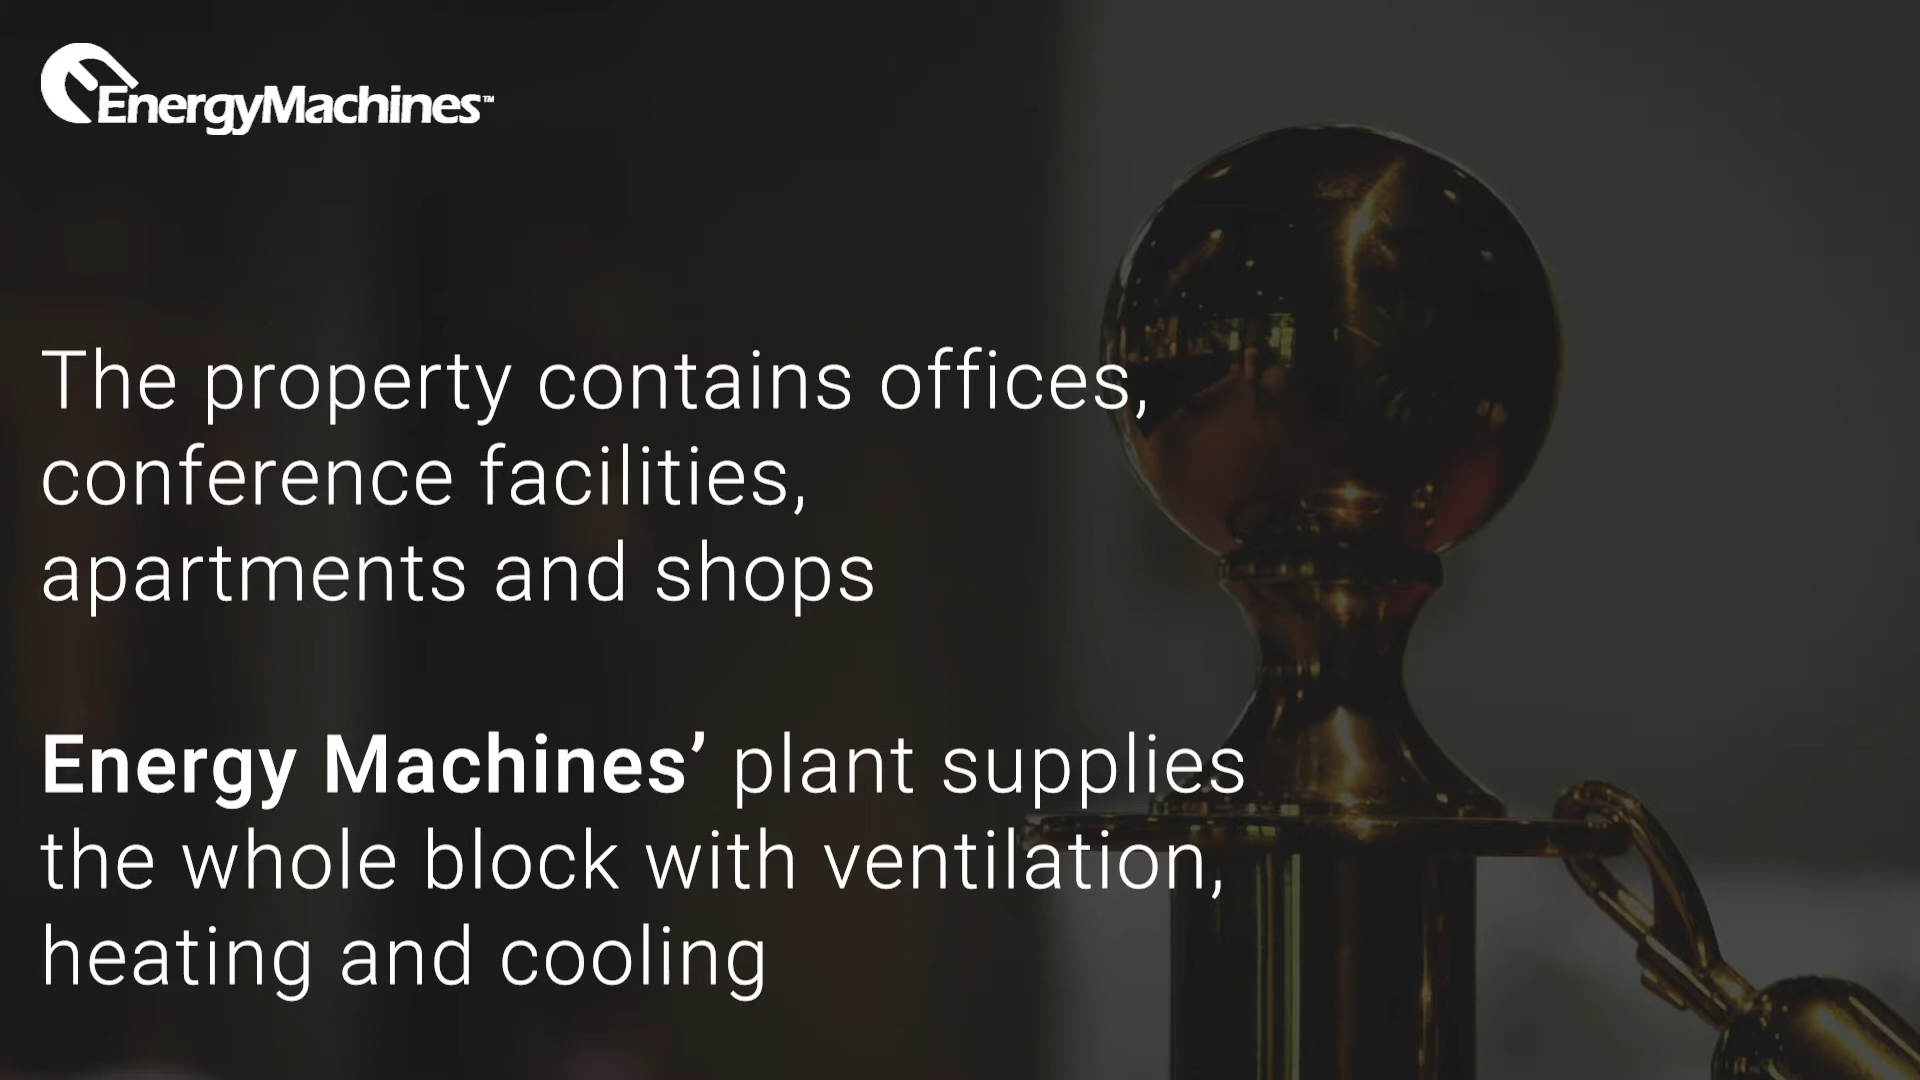 EnergyMachines™
The property contains offices,
conference facilities,
apartments and shops
Energy Machines’ plant supplies
the whole block with ventilation,
heating and cooling